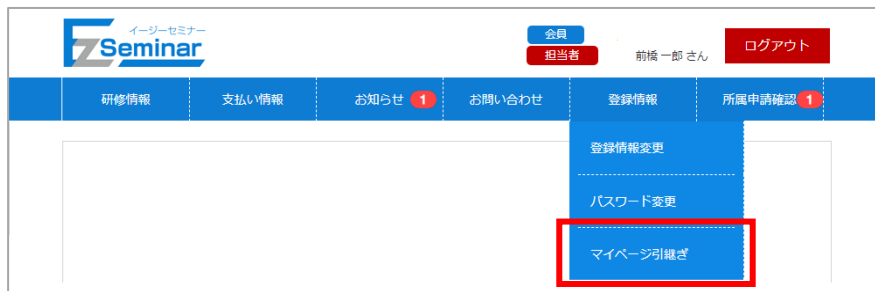 イージーセミナー
EzSeminar
会員
担当者
前橋 一郎 さん
ログアウト
研修情報
支払い情報
お知らせ 1
お問い合わせ
登録情報
所属申請確認 1
登録情報変更
パスワード変更
マイページ引継ぎ